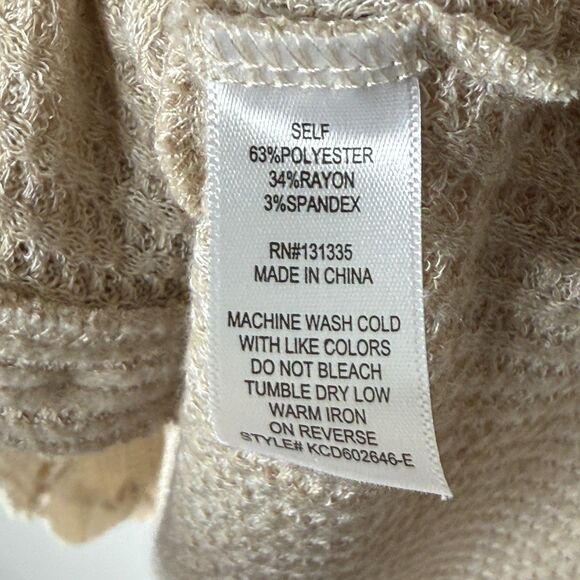 SELF
63%POLYESTER
34%RAYON
3%SPANDEX
RN#131335
MADE IN CHINA
MACHINE WASH COLD
WITH LIKE COLORS
DO NOT BLEACH
TUMBLE DRY LOW
WARM IRON
ON REVERSE
STYLE# KCD602646-E